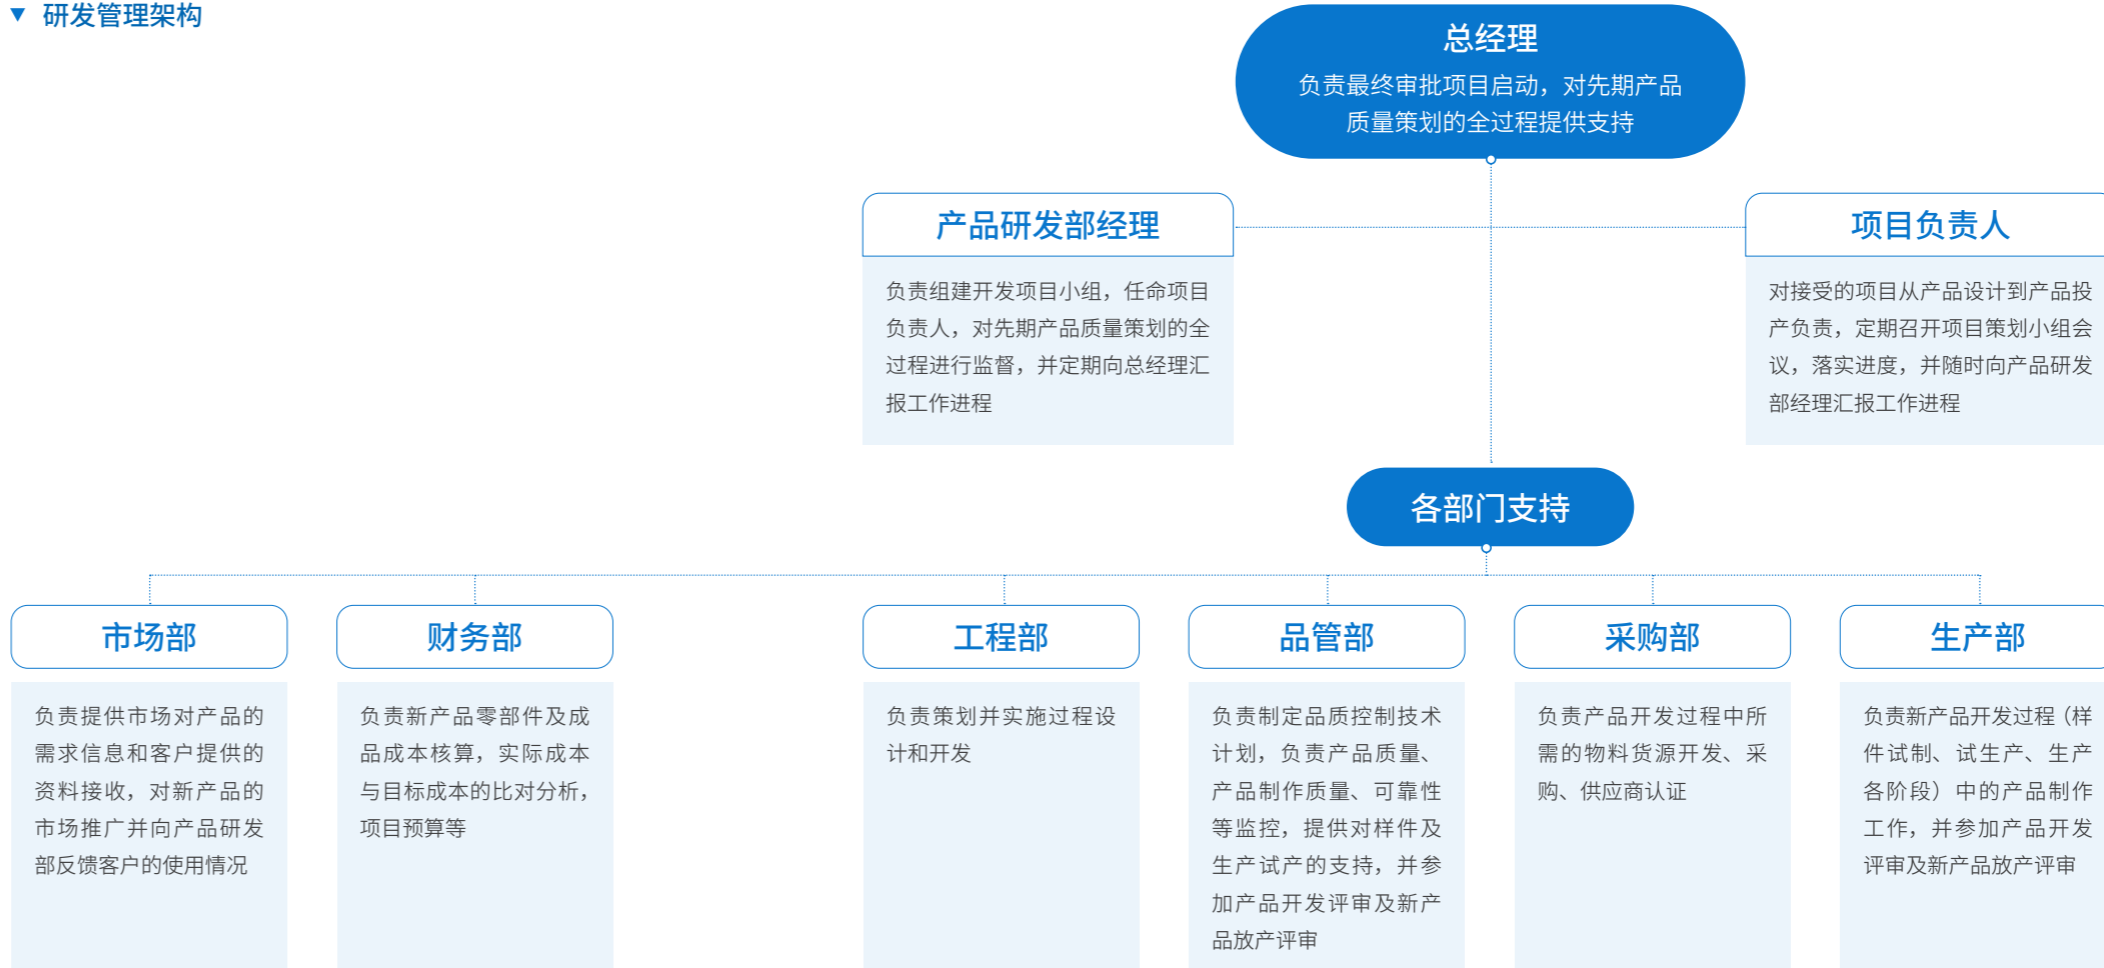 研发管理架构
总经理
负责最终审批项目启动，对先期产品
质量策划的全过程提供支持
产品研发部经理
负责组建开发项目小组，任命项目
负责人，对先期产品质量策划的全
过程进行监督，并定期向总经理汇
报工作进程
项目负责人
对接受的项目从产品设计到产品投
产负责，定期召开项目策划小组会
议，落实进度，并随时向产品研发
部经理汇报工作进程
各部门支持
市场部
负责提供市场对产品的
需求信息和客户提供的
资料接收，对新产品的
市场推广并向产品研发
部反馈客户的使用情况
财务部
负责新产品零部件及成
品成本核算，实际成本
与目标成本的比对分析，
项目预算等
工程部
负责策划并实施过程设
计和开发
品管部
负责制定品质控制技术
计划，负责产品质量、
产品制作质量、可靠性
等监控，提供对样件及
生产试产的支持，并参
加产品开发评审及新产
品放产评审
采购部
负责产品开发过程中所
需的物料货源开发、采
购、供应商认证
生产部
负责新产品开发过程（样
件试制、试生产、生产
各阶段）中的产品制作
工作，并参加产品开发
评审及新产品放产评审